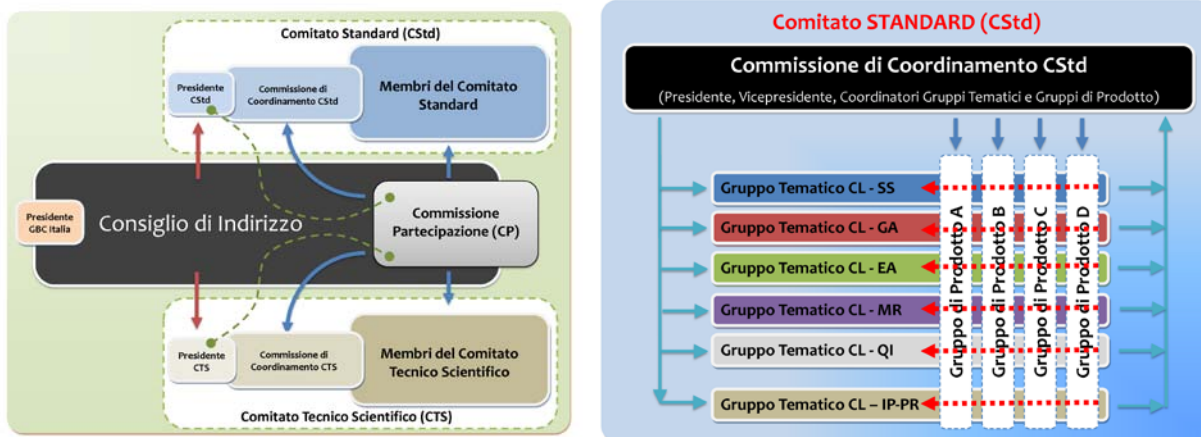 Comitato Standard (CStd)
Presidente
CStd
Commissione di
Coordinamento CStd
Membri del Comitato
Standard
Presidente
GBC Italia
Consiglio di Indirizzo
Commissione
Partecipazione (CP)
Presidente
CTS
Commissione di
Coordinamento CTS
Membri del Comitato
Tecnico Scientifico
Comitato Tecnico Scientifico (CTS)
Comitato STANDARD (CStd)
Commissione di Coordinamento CStd
(Presidente, Vicepresidente, Coordinatori Gruppi Tematici e Gruppi di Prodotto)
Gruppo Tematico CL - SS
Gruppo Tematico CL - GA
Gruppo Tematico CL - EA
Gruppo Tematico CL - MR
Gruppo Tematico CL - QI
Gruppo Tematico CL – IP-PR
Gruppo di Prodotto A
Gruppo di Prodotto B
Gruppo di Prodotto C
Gruppo di Prodotto D